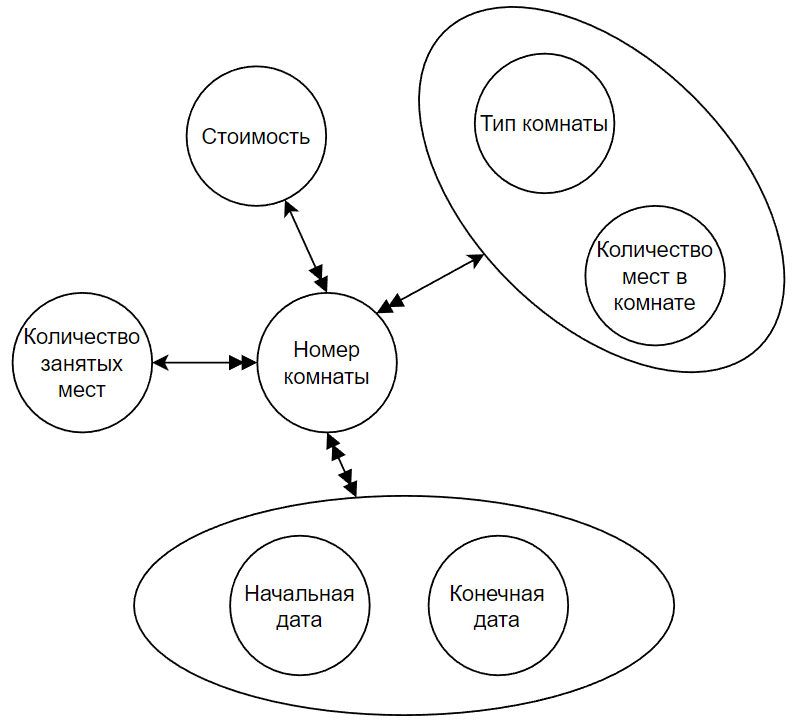 Стоимость
Тип комнаты
Количество
мест в
комнате
Количество
занятых
мест
Номер
комнаты
Начальная
дата
Конечная
дата